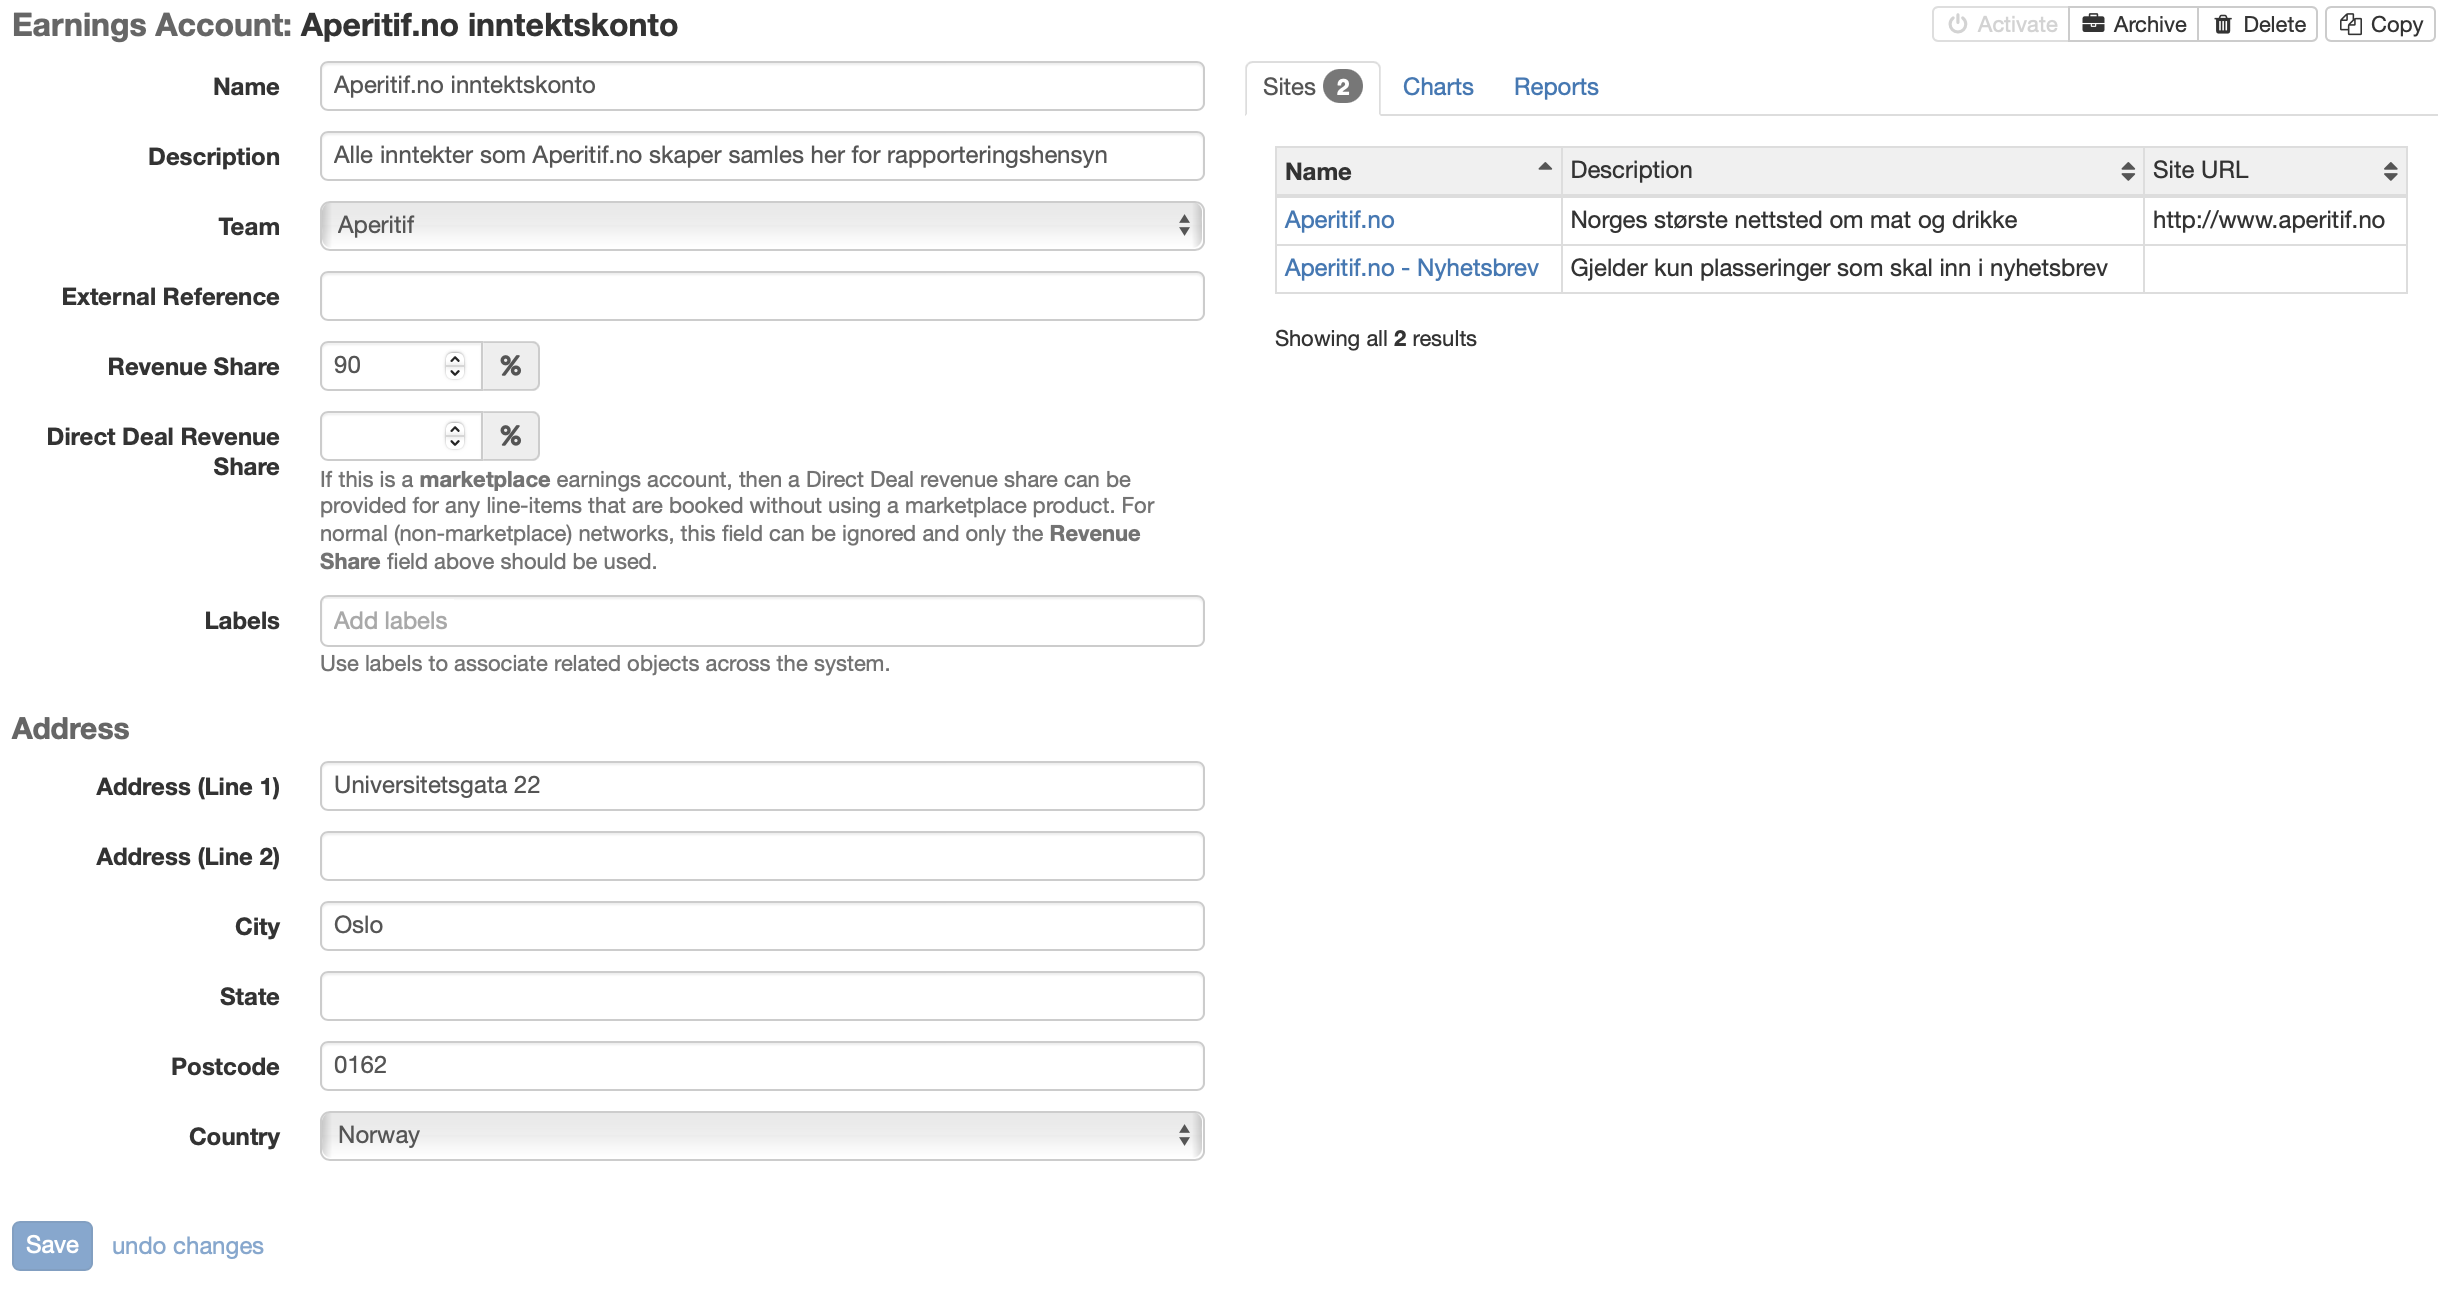 Earnings Account: Aperitif.no inntektskonto
Activate Archive Delete Copy
Name Aperitif.no inntektskonto
Description Alle inntekter som Aperitif.no skaper samles her for rapporteringshensyn
Team Aperitif
External Reference
Revenue Share 90 %
Direct Deal Revenue
Share
%
If this is a marketplace earnings account, then a Direct Deal revenue share can be
provided for any line-items that are booked without using a marketplace product. For
normal (non-marketplace) networks, this field can be ignored and only the Revenue
Share field above should be used.
Labels Add labels
Use labels to associate related objects across the system.
Address
Address (Line 1) Universitetsgata 22
Address (Line 2)
City Oslo
State
Postcode 0162
Country Norway
Save undo changes
Sites 2 Charts Reports
Name Description Site URL
Aperitif.no Norges største nettsted om mat og drikke http://www.aperitif.no
Aperitif.no - Nyhetsbrev Gjelder kun plasseringer som skal inn i nyhetsbrev
Showing all 2 results